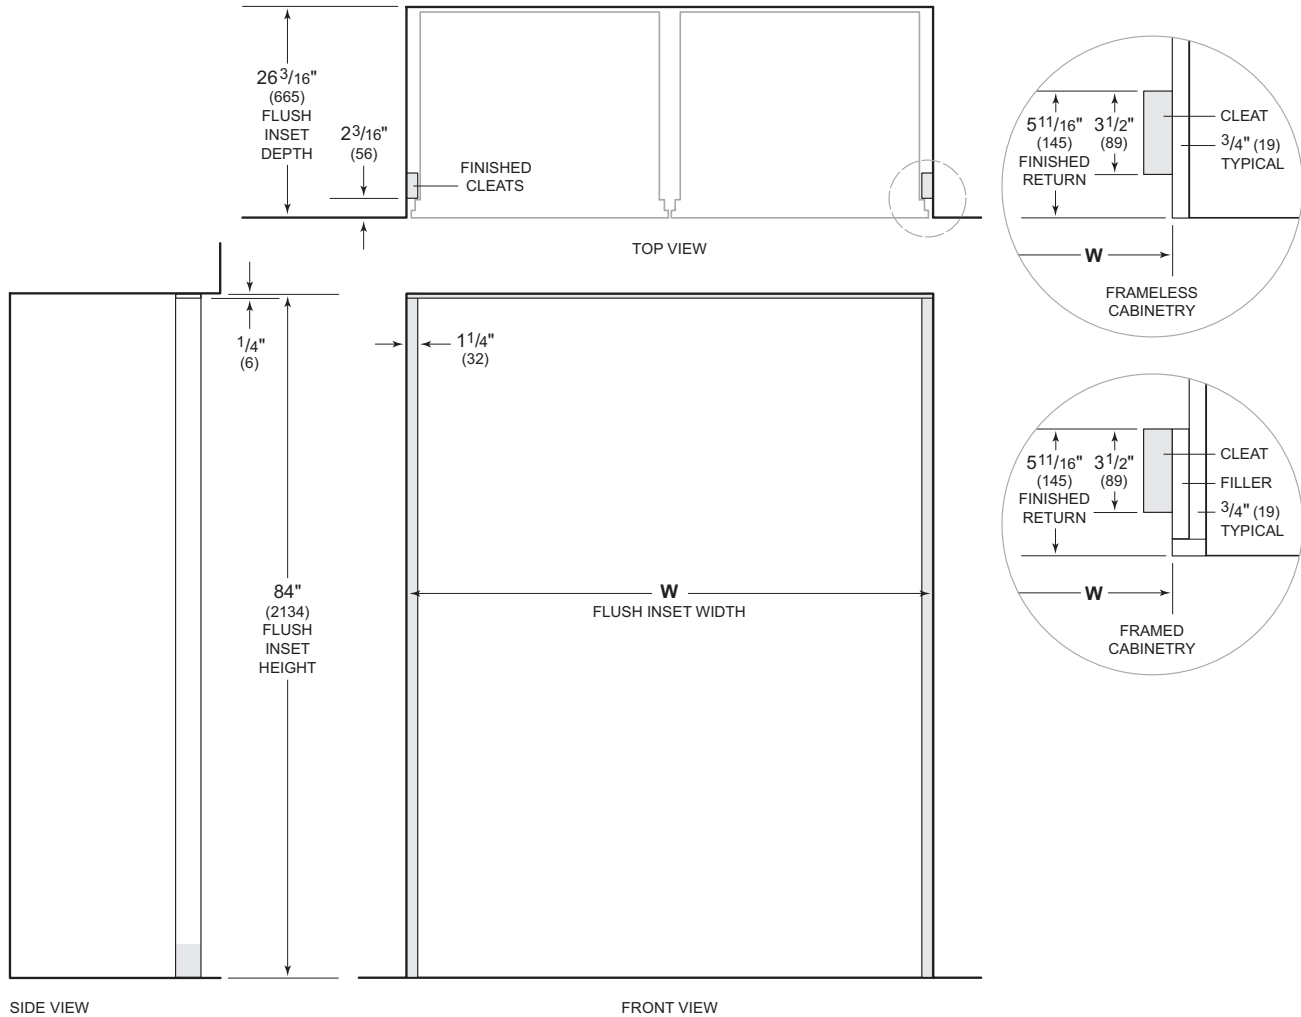 26 3/16"
(665)
FLUSH
INSET
DEPTH
2 3/16"
(56)
FINISHED
CLEATS
TOP VIEW
5 11/16"
(145)
FINISHED
RETURN
3 1/2"
(89)
CLEAT
3/4" (19)
TYPICAL
W
FRAMELESS
CABINETRY
1/4"
(6)
1 1/4"
(32)
5 11/16"
(145)
FINISHED
RETURN
3 1/2"
(89)
CLEAT
FILLER
3/4" (19)
TYPICAL
W
FRAMED
CABINETRY
84"
(2134)
FLUSH
INSET
HEIGHT
W
FLUSH INSET WIDTH
SIDE VIEW
FRONT VIEW